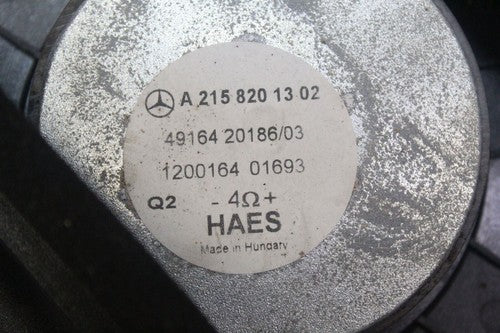 A 215 820 13 02
49164 20186/03
1200164 01693
Q2 - 4Ω +
HAES
Made in Hungary